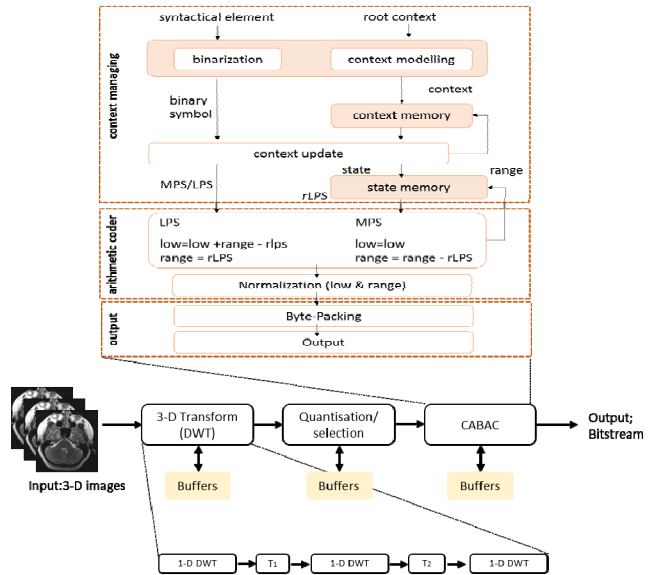 syntactical element
root context
context managing
binarization
context modelling
binary
symbol
context
context memory
context update
state
range
MPS/LPS
rLPS
state memory
arithmetic coder
LPS
MPS
low=low +range - rlps
low=low
range = rLPS
range = range - rLPS
Normalization (low & range)
output
Byte-Packing
Output
3-D Transform
(DWT)
Quantisation/
selection
CABAC
Output;
Bitstream
Input:3-D images
Buffers
Buffers
Buffers
1-D DWT
T1
1-D DWT
T2
1-D DWT